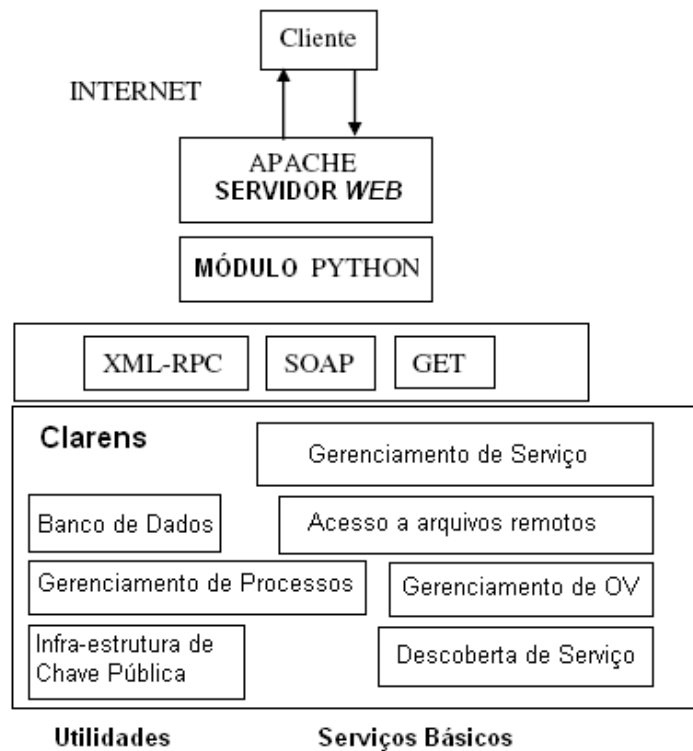 Cliente
INTERNET
APACHE
SERVIDOR WEB
MÓDULO PYTHON
XML-RPC
SOAP
GET
Clarens
Gerenciamento de Serviço
Banco de Dados
Acesso a arquivos remotos
Gerenciamento de Processos
Gerenciamento de OV
Infra-estrutura de
Chave Pública
Descoberta de Serviço
Utilidades
Serviços Básicos